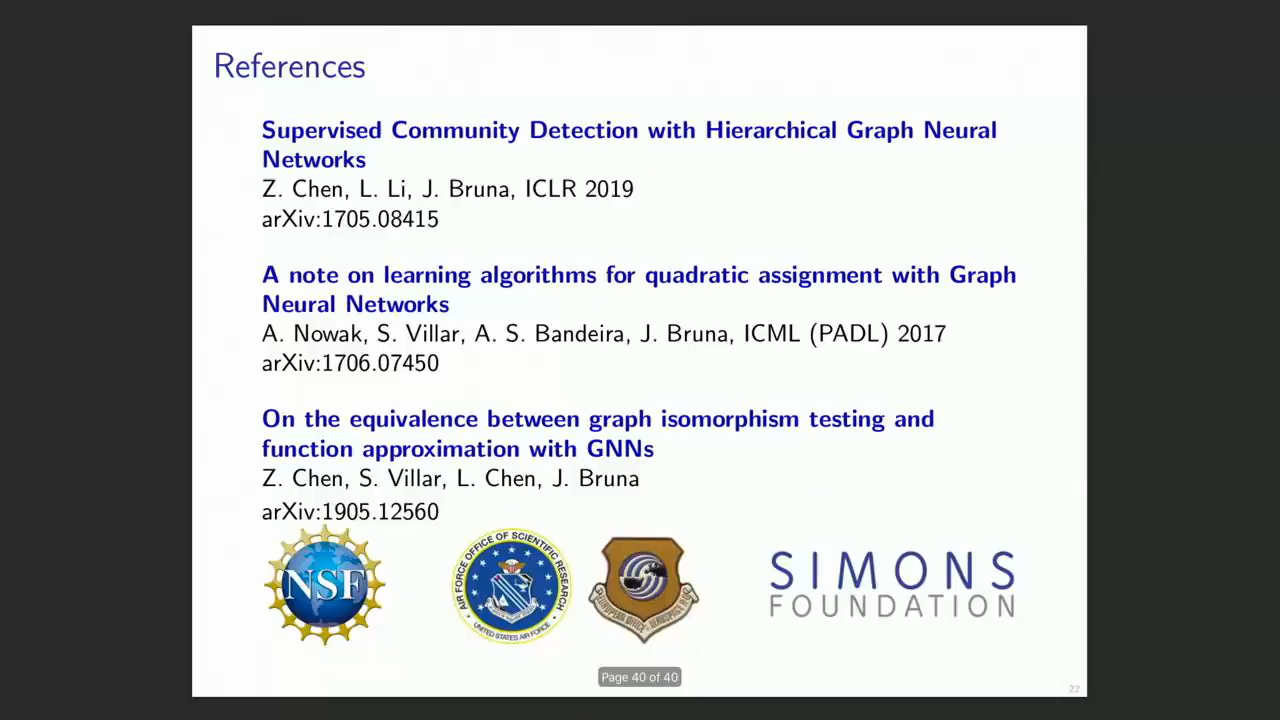 References
Supervised Community Detection with Hierarchical Graph Neural
Networks
Z. Chen, L. Li, J. Bruna, ICLR 2019
arXiv:1705.08415
A note on learning algorithms for quadratic assignment with Graph
Neural Networks
A. Nowak, S. Villar, A. S. Bandeira, J. Bruna, ICML (PADL) 2017
arXiv:1706.07450
On the equivalence between graph isomorphism testing and
function approximation with GNNs
Z. Chen, S. Villar, L. Chen, J. Bruna
arXiv:1905.12560
NSF
AIR FORCE OFFICE OF SCIENTIFIC RESEARCH
UNITED STATES AIR FORCE
EUROPEAN OFFICE
SIMONS
FOUNDATION
Page 40 of 40
22